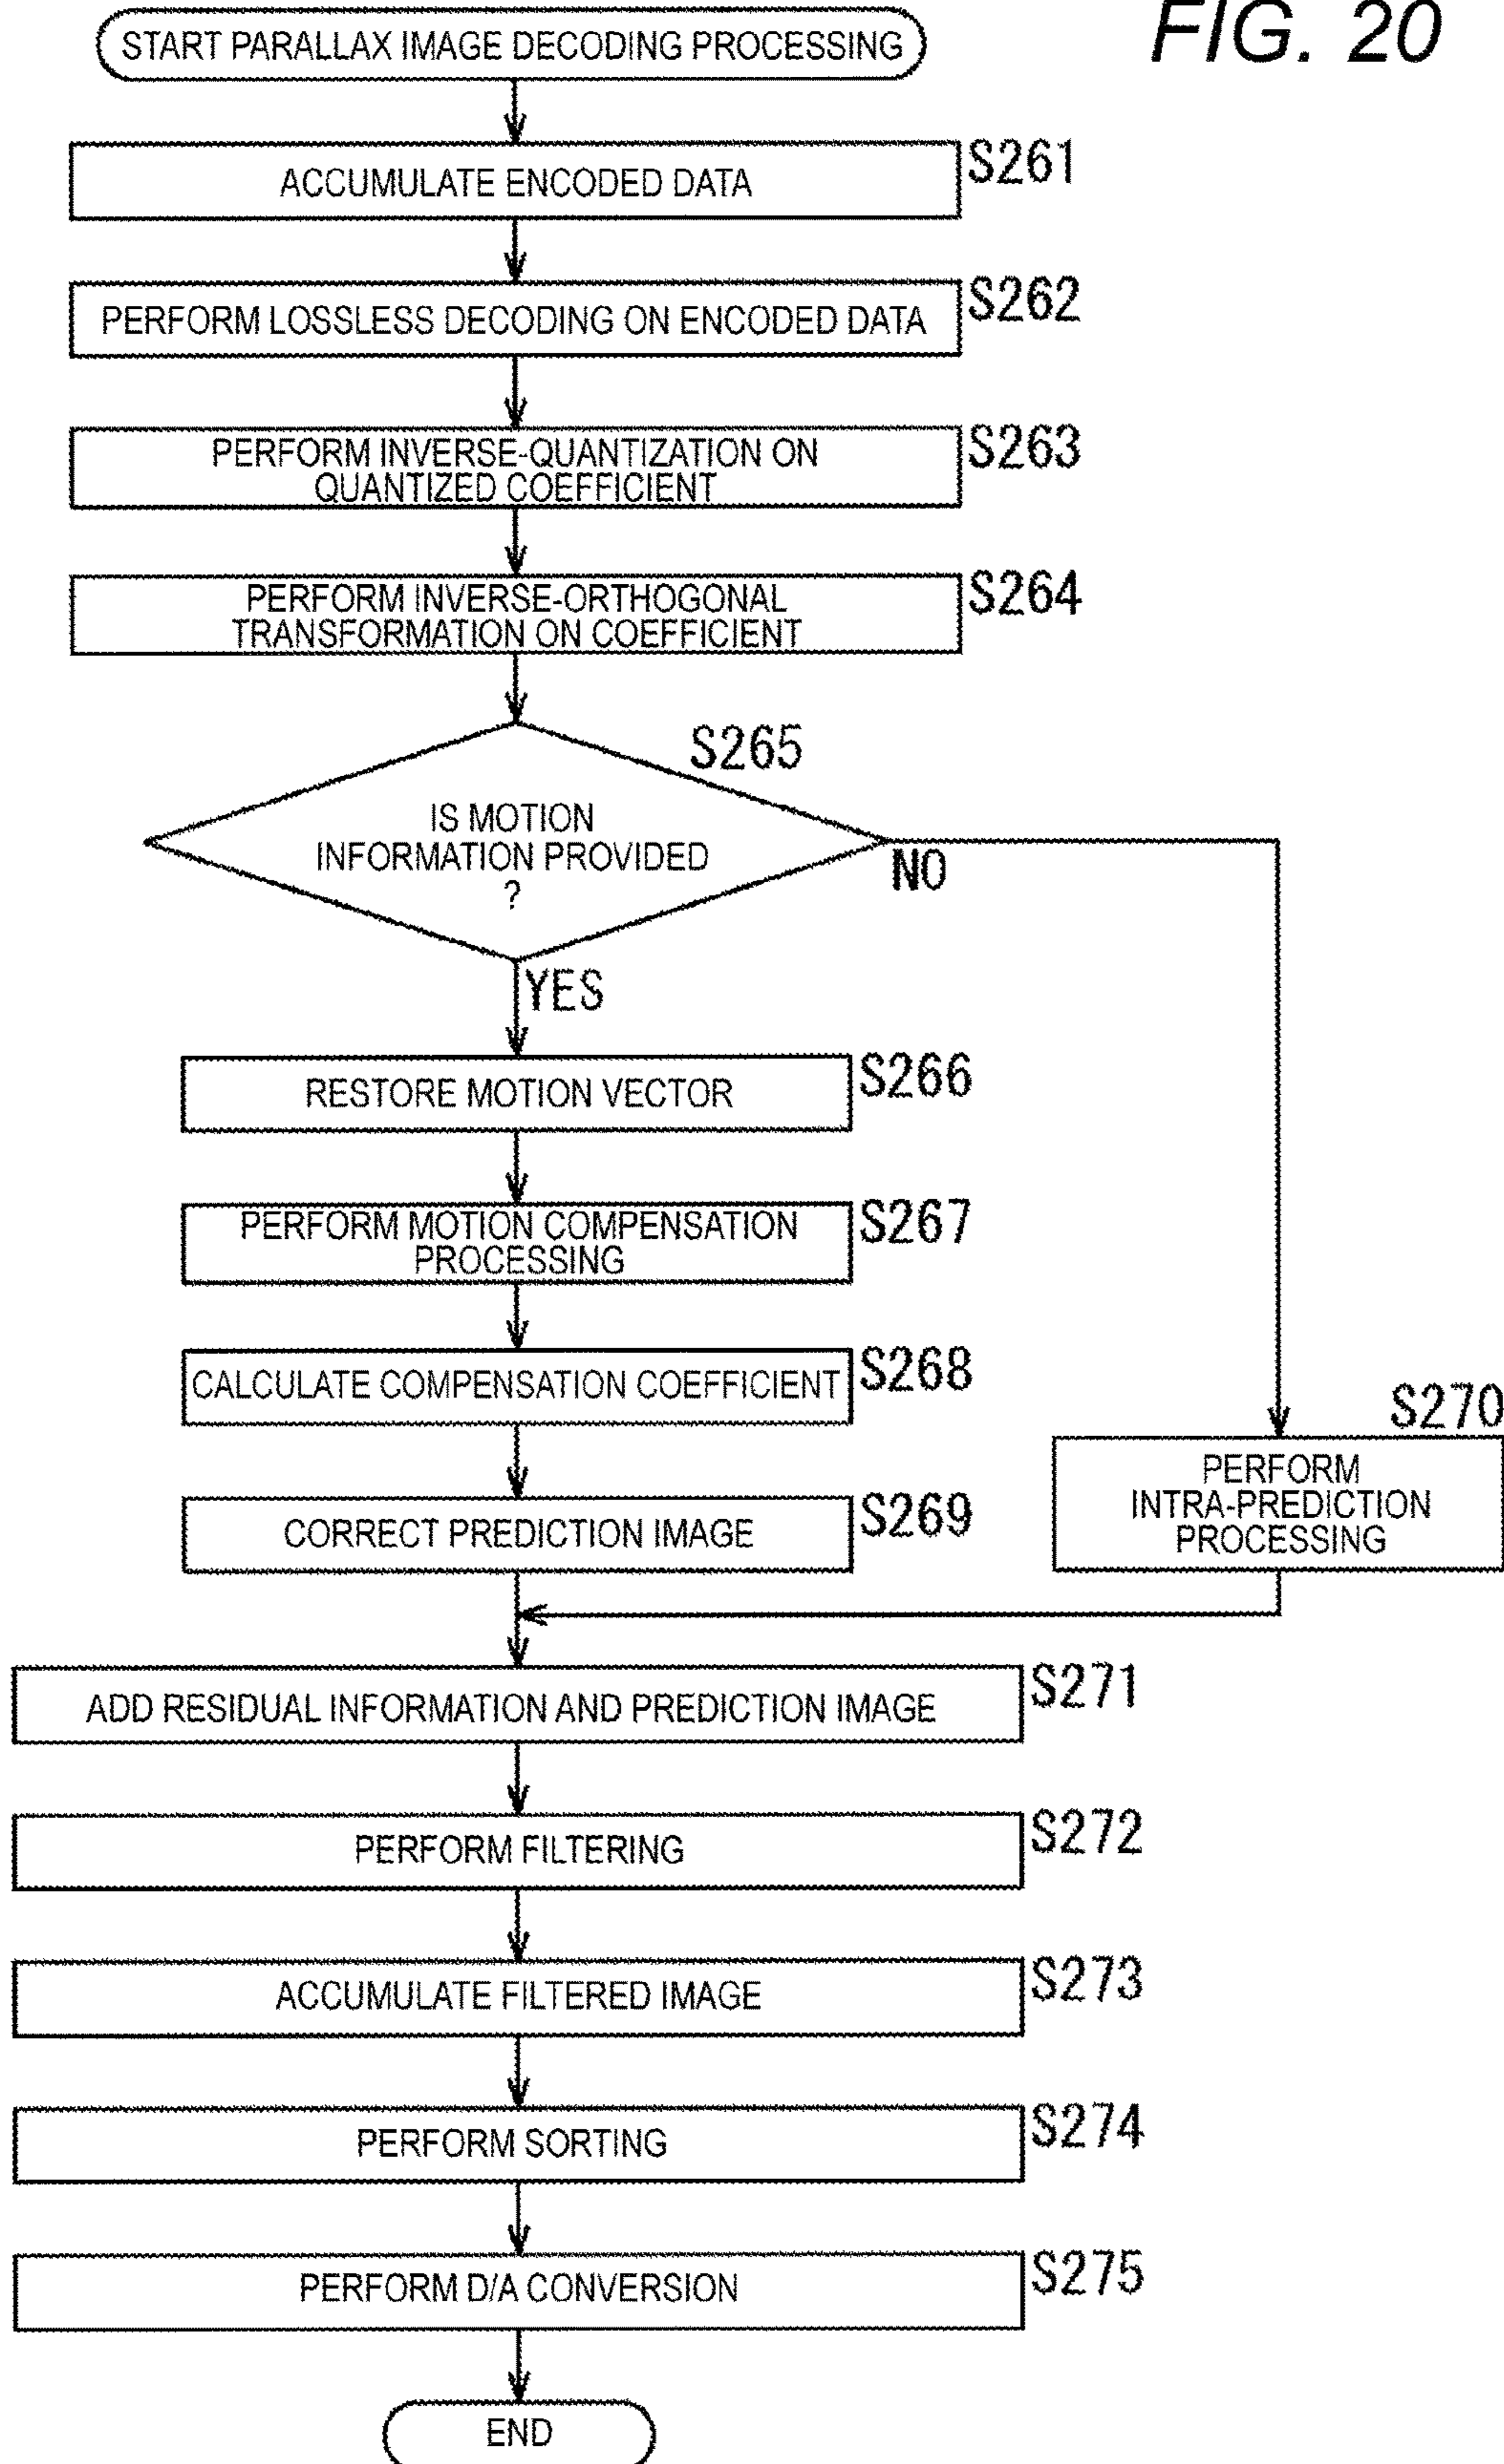 FIG. 20
START PARALLAX IMAGE DECODING PROCESSING
ACCUMULATE ENCODED DATA
S261
PERFORM LOSSLESS DECODING ON ENCODED DATA
S262
PERFORM INVERSE-QUANTIZATION ON
QUANTIZED COEFFICIENT
S263
PERFORM INVERSE-ORTHOGONAL
TRANSFORMATION ON COEFFICIENT
S264
S265
IS MOTION
INFORMATION PROVIDED
?
NO
YES
RESTORE MOTION VECTOR
S266
PERFORM MOTION COMPENSATION
PROCESSING
S267
CALCULATE COMPENSATION COEFFICIENT
S268
CORRECT PREDICTION IMAGE
S269
S270
PERFORM
INTRA-PREDICTION
PROCESSING
ADD RESIDUAL INFORMATION AND PREDICTION IMAGE
S271
PERFORM FILTERING
S272
ACCUMULATE FILTERED IMAGE
S273
PERFORM SORTING
S274
PERFORM D/A CONVERSION
S275
END